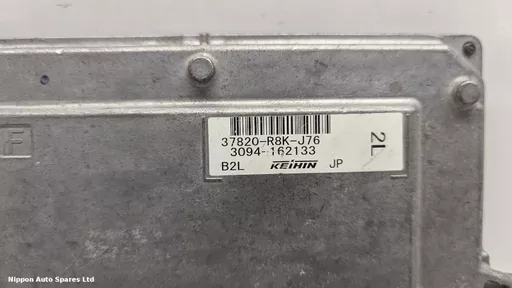 F
37820-R8K-J76
3094-162133
B2L KEIHIN JP
2L
Nippon Auto Spares Ltd